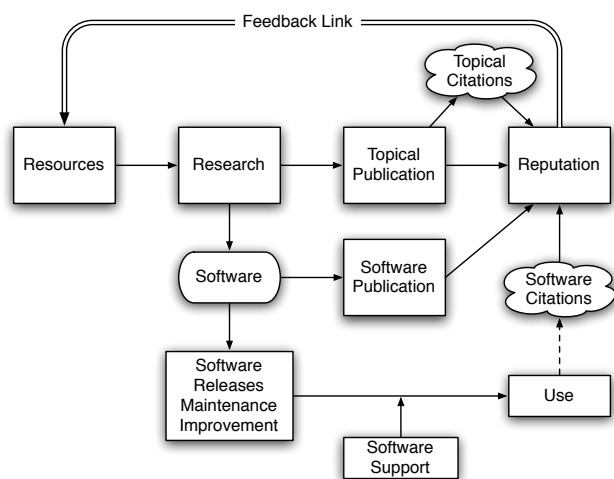 Feedback Link
Topical
Citations
Resources
Research
Topical
Publication
Reputation
Software
Software
Publication
Software
Citations
Software
Releases
Maintenance
Improvement
Use
Software
Support